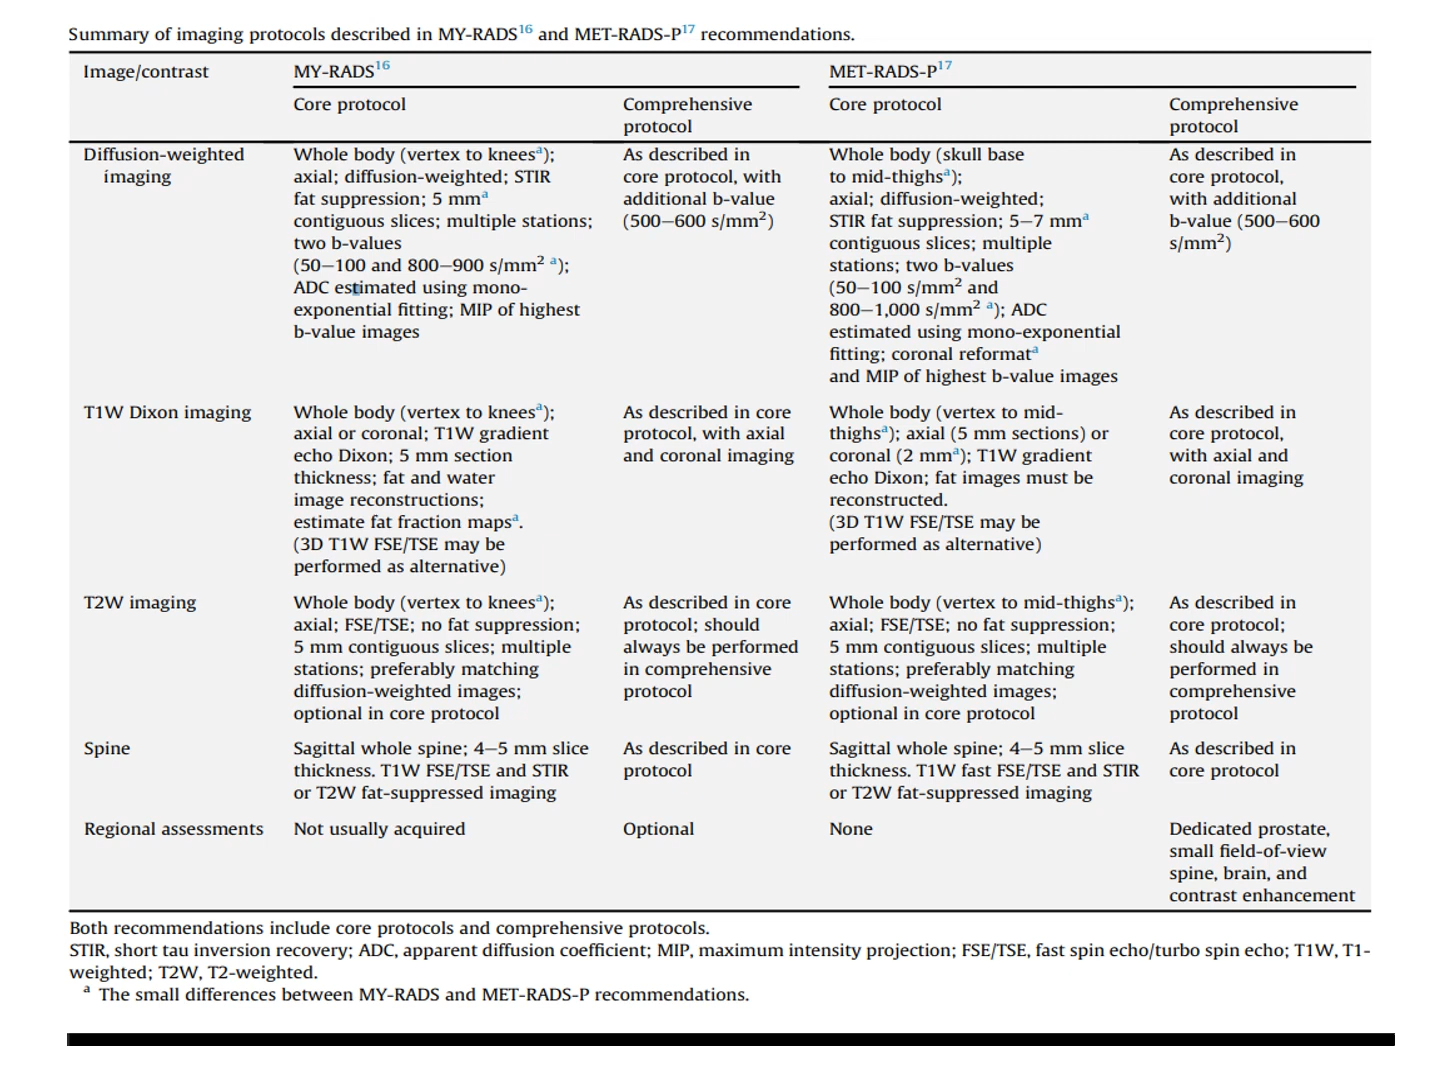 Summary of imaging protocols described in MY-RADS16 and MET-RADS-P17 recommendations.
Image/contrast
MY-RADS16
MET-RADS-P17
Core protocol
Comprehensive
protocol
Core protocol
Comprehensive
protocol
Diffusion-weighted
imaging
Whole body (vertex to kneesa);
axial; diffusion-weighted; STIR
fat suppression; 5 mma
contiguous slices; multiple stations;
two b-values
(50–100 and 800–900 s/mm2 a);
ADC estimated using mono-
exponential fitting; MIP of highest
b-value images
As described in
core protocol, with
additional b-value
(500–600 s/mm2)
Whole body (skull base
to mid-thighsa);
axial; diffusion-weighted;
STIR fat suppression; 5–7 mma
contiguous slices; multiple
stations; two b-values
(50–100 s/mm2 and
800–1,000 s/mm2 a); ADC
estimated using mono-exponential
fitting; coronal reformata
and MIP of highest b-value images
As described in
core protocol,
with additional
b-value (500–600
s/mm2)
T1W Dixon imaging
Whole body (vertex to kneesa);
axial or coronal; T1W gradient
echo Dixon; 5 mm section
thickness; fat and water
image reconstructions;
estimate fat fraction mapsa.
(3D T1W FSE/TSE may be
performed as alternative)
As described in core
protocol, with axial
and coronal imaging
Whole body (vertex to mid-
thighsa); axial (5 mm sections) or
coronal (2 mma); T1W gradient
echo Dixon; fat images must be
reconstructed.
(3D T1W FSE/TSE may be
performed as alternative)
As described in
core protocol,
with axial and
coronal imaging
T2W imaging
Whole body (vertex to kneesa);
axial; FSE/TSE; no fat suppression;
5 mm contiguous slices; multiple
stations; preferably matching
diffusion-weighted images;
optional in core protocol
As described in core
protocol; should
always be performed
in comprehensive
protocol
Whole body (vertex to mid-thighsa);
axial; FSE/TSE; no fat suppression;
5 mm contiguous slices; multiple
stations; preferably matching
diffusion-weighted images;
optional in core protocol
As described in
core protocol;
should always be
performed in
comprehensive
protocol
Spine
Sagittal whole spine; 4–5 mm slice
thickness. T1W FSE/TSE and STIR
or T2W fat-suppressed imaging
As described in core
protocol
Sagittal whole spine; 4–5 mm slice
thickness. T1W fast FSE/TSE and STIR
or T2W fat-suppressed imaging
As described in
core protocol
Regional assessments
Not usually acquired
Optional
None
Dedicated prostate,
small field-of-view
spine, brain, and
contrast enhancement
Both recommendations include core protocols and comprehensive protocols.
STIR, short tau inversion recovery; ADC, apparent diffusion coefficient; MIP, maximum intensity projection; FSE/TSE, fast spin echo/turbo spin echo; T1W, T1-
weighted; T2W, T2-weighted.
a The small differences between MY-RADS and MET-RADS-P recommendations.